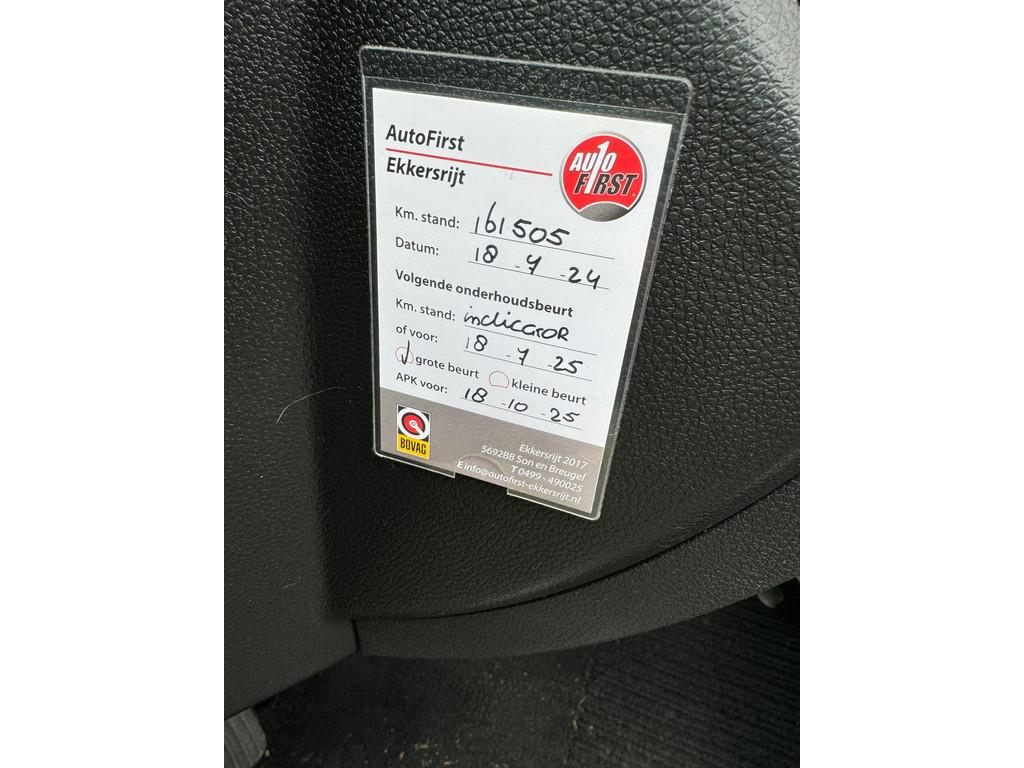 AutoFirst
Ekkersrijt
AUTO
FIRST
Km. stand: 161505
Datum: 18-7-24
Volgende onderhoudsbeurt
Km. stand: indicator
of voor: 18-7-25
grote beurt kleine beurt
APK voor: 18-10-25
BOVAG
Ekkersrijt 2017
5692BB Son en Breugel
T 0499 - 490025
E info@autofirst-ekkersrijt.nl